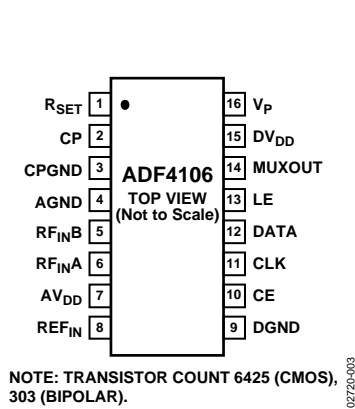 R_SET 1
CP 2
CPGND 3
AGND 4
RF_INB 5
RF_INA 6
AV_DD 7
REF_IN 8
ADF4106
TOP VIEW
(Not to Scale)
16 V_P
15 DV_DD
14 MUXOUT
13 LE
12 DATA
11 CLK
10 CE
9 DGND
NOTE: TRANSISTOR COUNT 6425 (CMOS),
303 (BIPOLAR).
02720-003